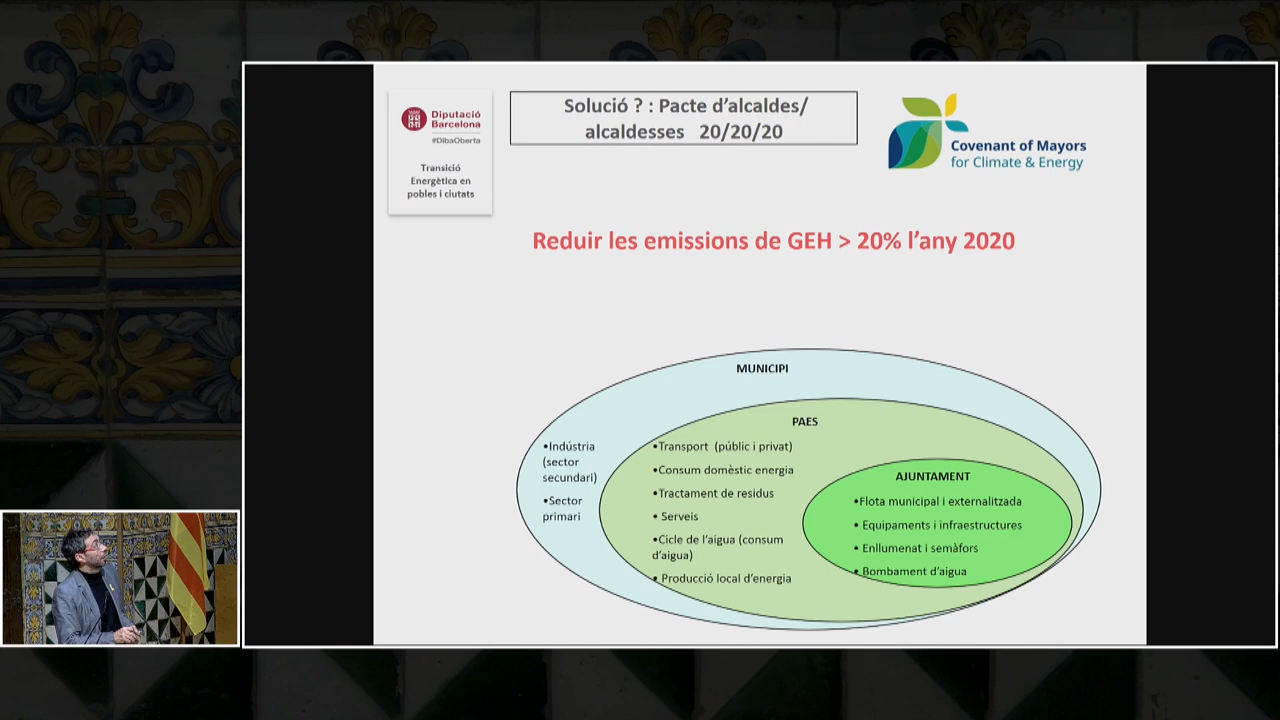 Diputació
Barcelona
#DibaOberta
Transició
Energètica en
pobles i ciutats
Solució ? : Pacte d’alcaldes/
alcaldesses 20/20/20
Covenant of Mayors
for Climate & Energy
Reduir les emissions de GEH > 20% l’any 2020
MUNICIPI
•Indústria
(sector
secundari)
•Sector
primari
PAES
•Transport (públic i privat)
•Consum domèstic energia
•Tractament de residus
• Serveis
•Cicle de l’aigua (consum
d’aigua)
• Producció local d’energia
AJUNTAMENT
•Flota municipal i externalitzada
• Equipaments i infraestructures
• Enllumenat i semàfors
• Bombament d’aigua